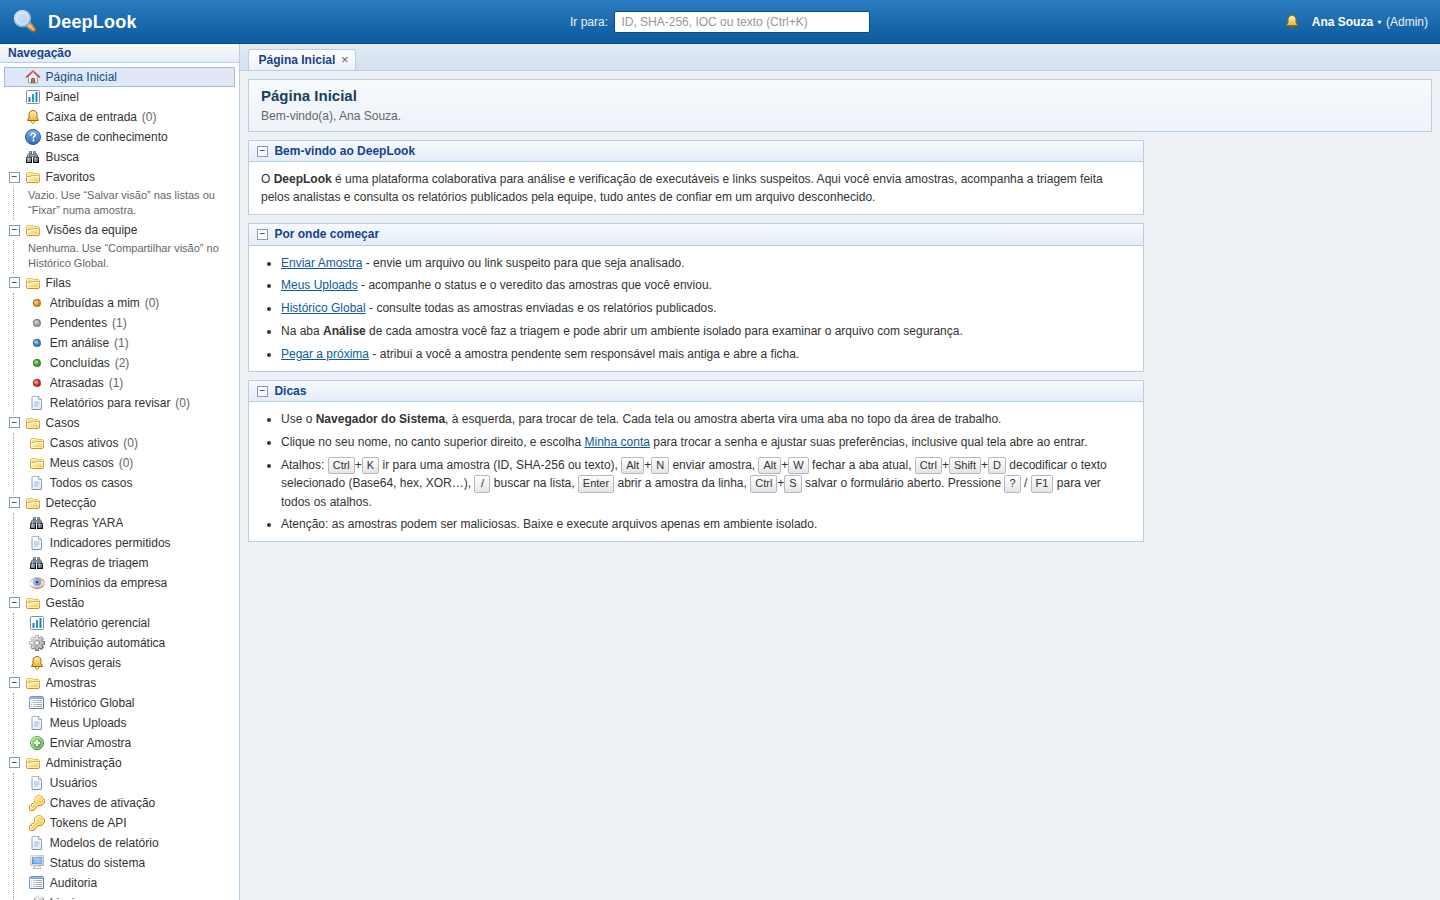 DeepLook
Ir para: ID, SHA-256, IOC ou texto (Ctrl+K)
Ana Souza (Admin)
Navegação
Página Inicial
Painel
Caixa de entrada (0)
Base de conhecimento
Busca
Favoritos
Vazio. Use “Salvar visão” nas listas ou
“Fixar” numa amostra.
Visões da equipe
Nenhuma. Use “Compartilhar visão” no
Histórico Global.
Filas
Atribuídas a mim (0)
Pendentes (1)
Em análise (1)
Concluídas (2)
Atrasadas (1)
Relatórios para revisar (0)
Casos
Casos ativos (0)
Meus casos (0)
Todos os casos
Detecção
Regras YARA
Indicadores permitidos
Regras de triagem
Domínios da empresa
Gestão
Relatório gerencial
Atribuição automática
Avisos gerais
Amostras
Histórico Global
Meus Uploads
Enviar Amostra
Administração
Usuários
Chaves de ativação
Tokens de API
Modelos de relatório
Status do sistema
Auditoria
Página Inicial ×
Página Inicial
Bem-vindo(a), Ana Souza.
Bem-vindo ao DeepLook
O DeepLook é uma plataforma colaborativa para análise e verificação de executáveis e links suspeitos. Aqui você envia amostras, acompanha a triagem feita
pelos analistas e consulta os relatórios publicados pela equipe, tudo antes de confiar em um arquivo desconhecido.
Por onde começar
Enviar Amostra - envie um arquivo ou link suspeito para que seja analisado.
Meus Uploads - acompanhe o status e o veredito das amostras que você enviou.
Histórico Global - consulte todas as amostras enviadas e os relatórios publicados.
Na aba Análise de cada amostra você faz a triagem e pode abrir um ambiente isolado para examinar o arquivo com segurança.
Pegar a próxima - atribui a você a amostra pendente sem responsável mais antiga e abre a ficha.
Dicas
Use o Navegador do Sistema, à esquerda, para trocar de tela. Cada tela ou amostra aberta vira uma aba no topo da área de trabalho.
Clique no seu nome, no canto superior direito, e escolha Minha conta para trocar a senha e ajustar suas preferências, inclusive qual tela abre ao entrar.
Atalhos: Ctrl+K ir para uma amostra (ID, SHA-256 ou texto), Alt+N enviar amostra, Alt+W fechar a aba atual, Ctrl+Shift+D decodificar o texto
selecionado (Base64, hex, XOR…), / buscar na lista, Enter abrir a amostra da linha, Ctrl+S salvar o formulário aberto. Pressione ? / F1 para ver
todos os atalhos.
Atenção: as amostras podem ser maliciosas. Baixe e execute arquivos apenas em ambiente isolado.